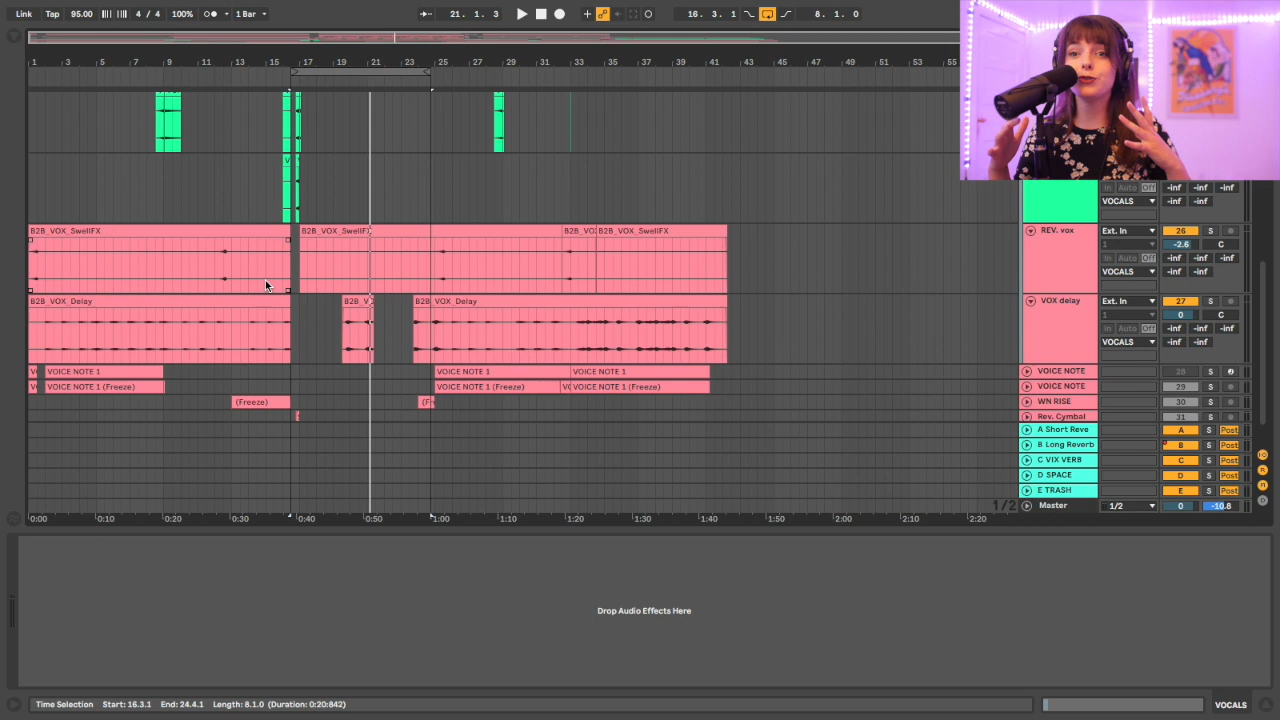 Link Tap 95.00 4 / 4 100% 1 Bar 21. 1. 3 16. 3. 1 8. 1. 0
1 3 5 7 9 11 13 15 17 19 21 23 25 27 29 31 33 35 37 39 41 43 45 47 49 51 53 55
V
In Auto Off -inf -inf -inf
VOCALS -inf -inf
B2B_VOX_SwellFX B2B_VOX_SwellFX B2B_VOX B2B_VOX_SwellFX REV. vox Ext. In 26 S
1 -2.6 C
In Auto Off -inf -inf -inf
VOCALS -inf -inf
B2B_VOX_Delay B2B_V B2B_VOX_Delay VOX delay Ext. In 27 S
1 0 C
In Auto Off -inf -inf -inf
VOCALS -inf -inf
VOICE NOTE 1 VOICE NOTE 1 VOICE NOTE 1 VOICE NOTE 28 S
VOICE NOTE 1 (Freeze) VOICE NOTE 1 (Freeze) VOICE NOTE 1 (Freeze) VOICE NOTE 29 S
(Freeze) (Fr WN RISE 30 S
Rev. Cymbal 31 S
A Short Reve A S Post
B Long Reverb B S Post
C VIX VERB C S Post
D SPACE D S Post
E TRASH E S Post
1/2 Master 1/2 0 -10.8
0:00 0:10 0:20 0:30 0:40 0:50 1:00 1:10 1:20 1:30 1:40 1:50 2:00 2:10 2:20
Drop Audio Effects Here
Time Selection Start: 16.3.1 End: 24.4.1 Length: 8.1.0 (Duration: 0:20:842) VOCALS